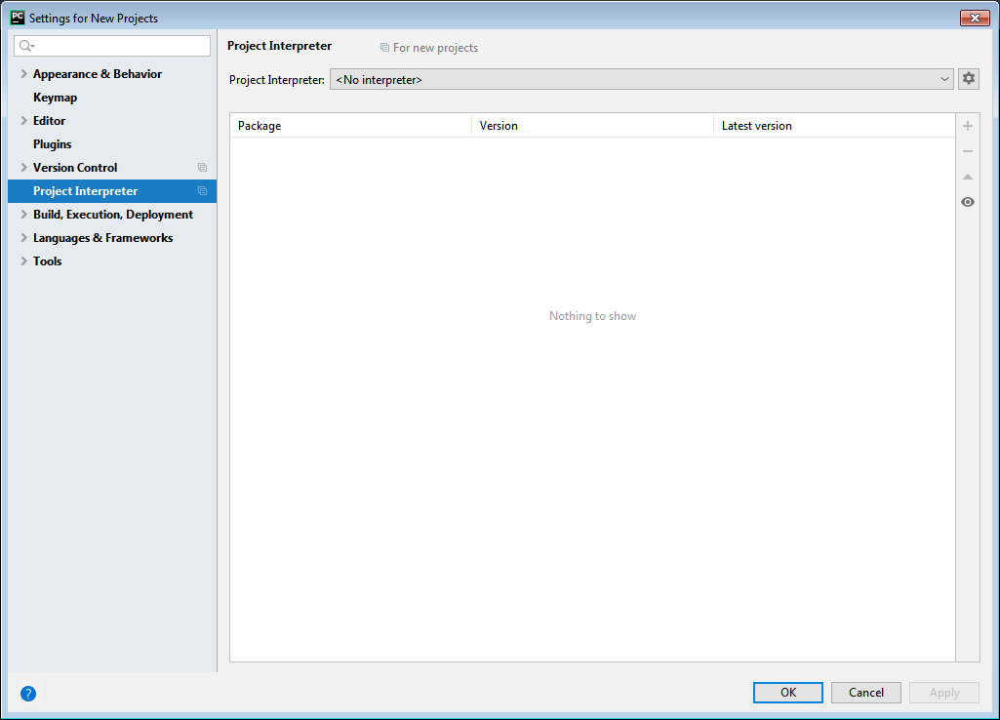 PC
Settings for New Projects
Appearance & Behavior
Keymap
Editor
Plugins
Version Control
Project Interpreter
Build, Execution, Deployment
Languages & Frameworks
Tools
Project Interpreter
For new projects
Project Interpreter: <No interpreter>
Package Version Latest version
Nothing to show
?
OK Cancel Apply